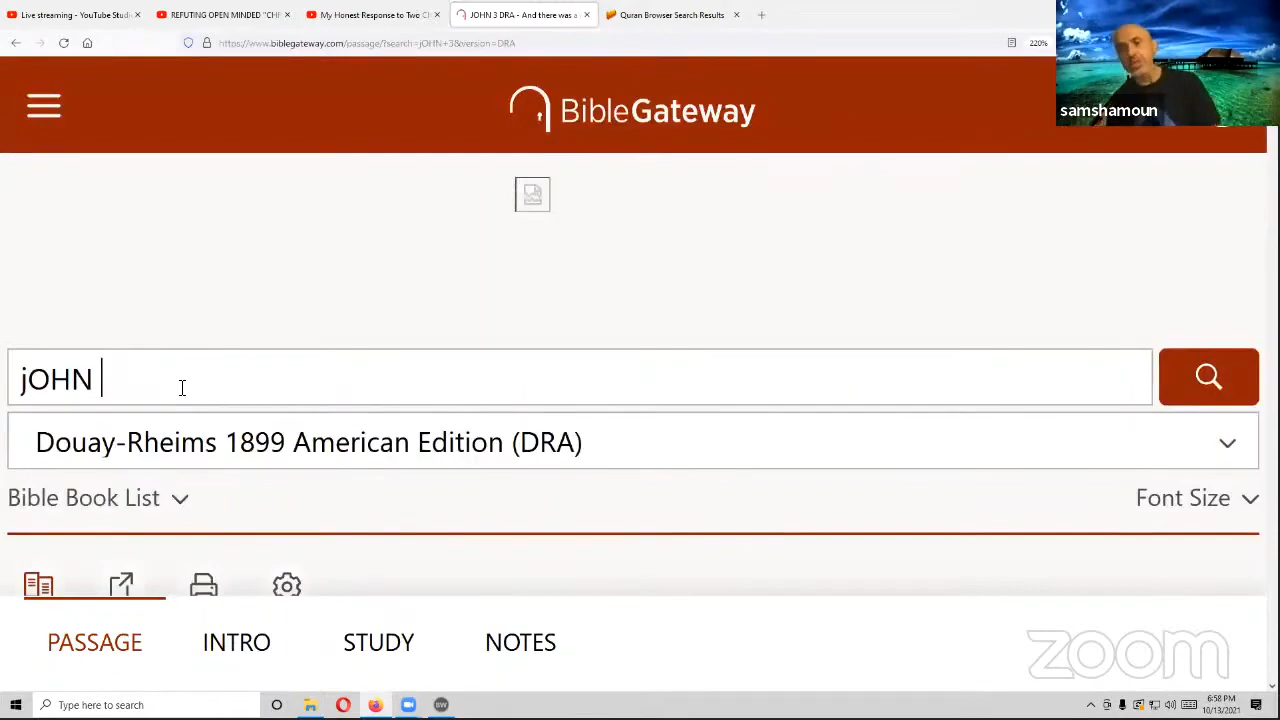 Live streaming - YouTube Studi
REFUTING OPEN MINDED "CHR
My Honest Response to Two Ch
JOHN 3 DRA - And there was a
Quran Browser Search Results
https://www.biblegateway.com/passage/?search=jOHN+3&version=DRA
220%
samshamoun
BibleGateway
jOHN
Douay-Rheims 1899 American Edition (DRA)
Bible Book List
Font Size
PASSAGE
INTRO
STUDY
NOTES
zoom
Type here to search
BW
6:58 PM
10/13/2021